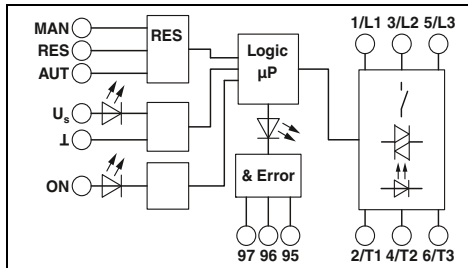 MAN
RES
AUT
RES
Us
⊥
ON
Logic
µP
& Error
97 96 95
1/L1 3/L2 5/L3
2/T1 4/T2 6/T3